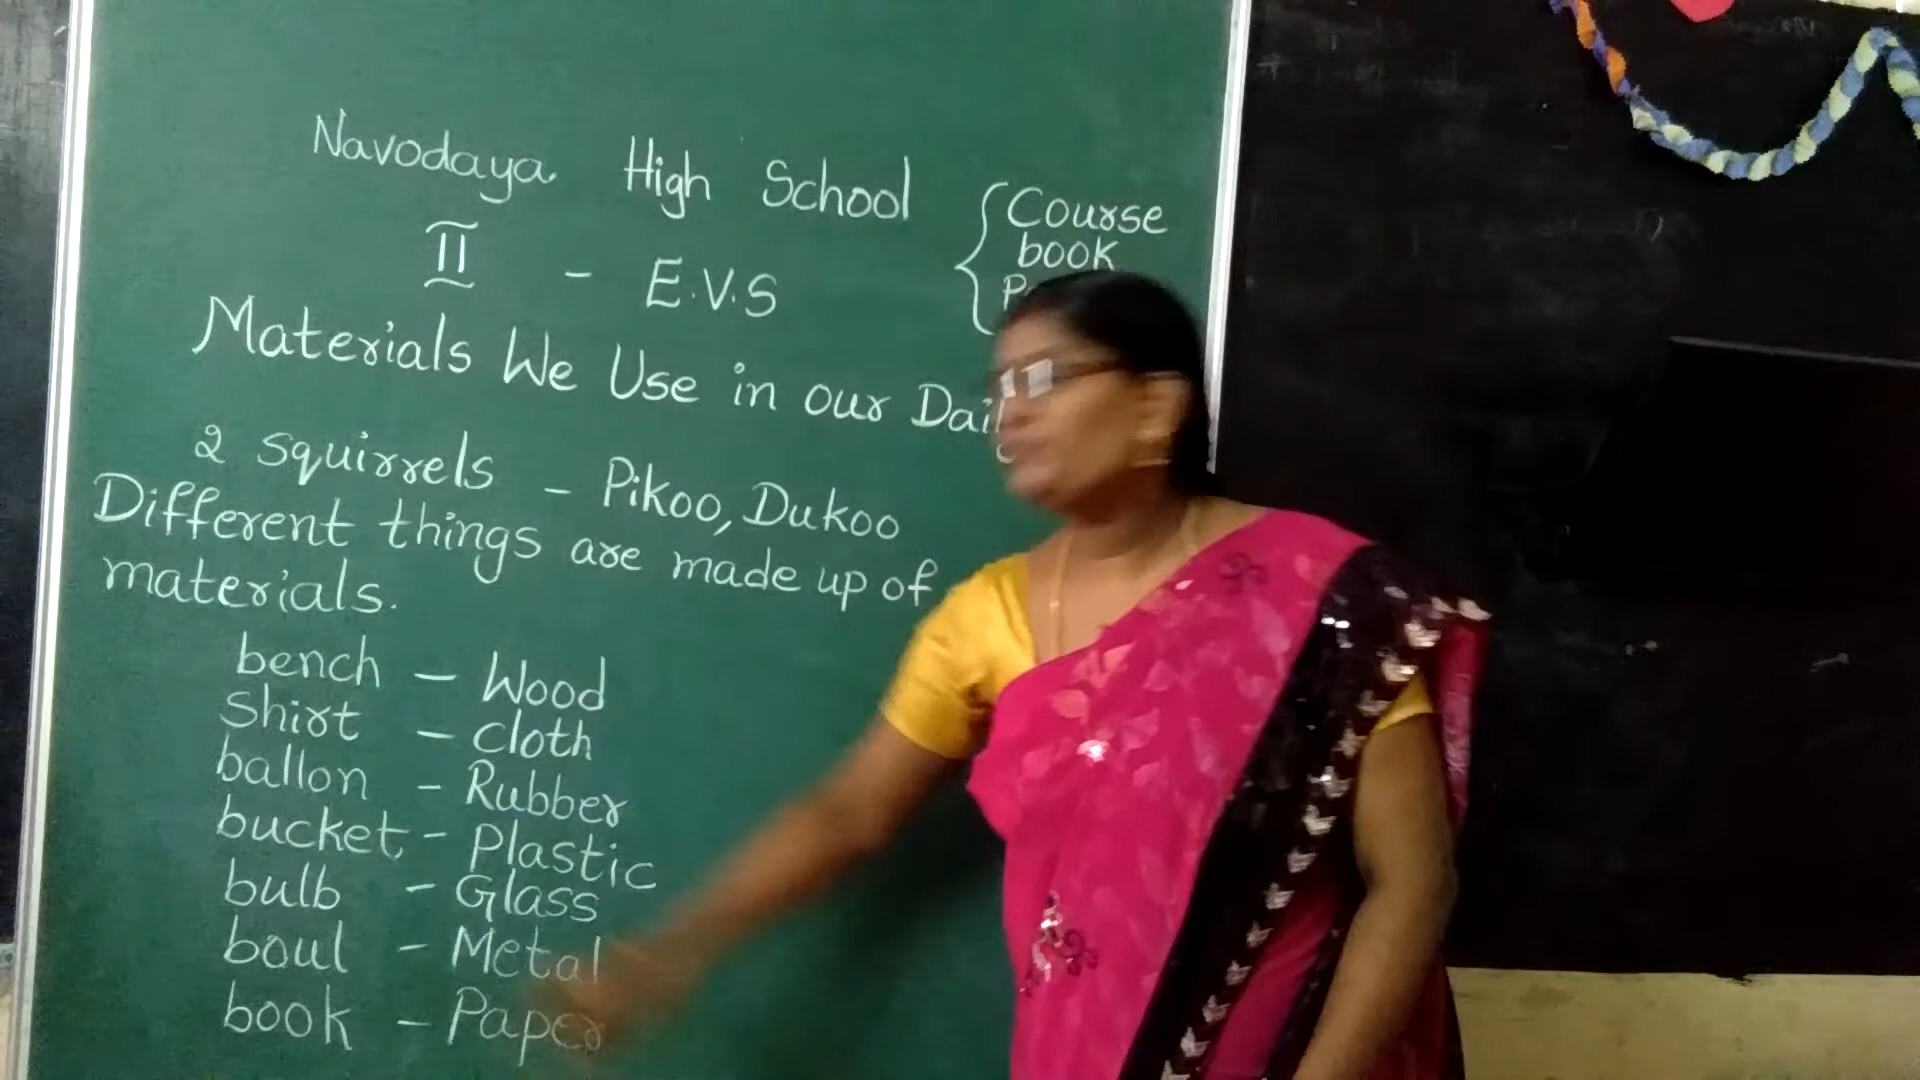 Navodaya High School
II - E.V.S
{ Course
book
Materials We Use in our
2 squirrels - Pikoo, Dukoo
Different things are made up of
materials.
bench - Wood
Shirt - cloth
ballon - Rubber
bucket - Plastic
bulb - Glass
boul - Metal
book - Paper